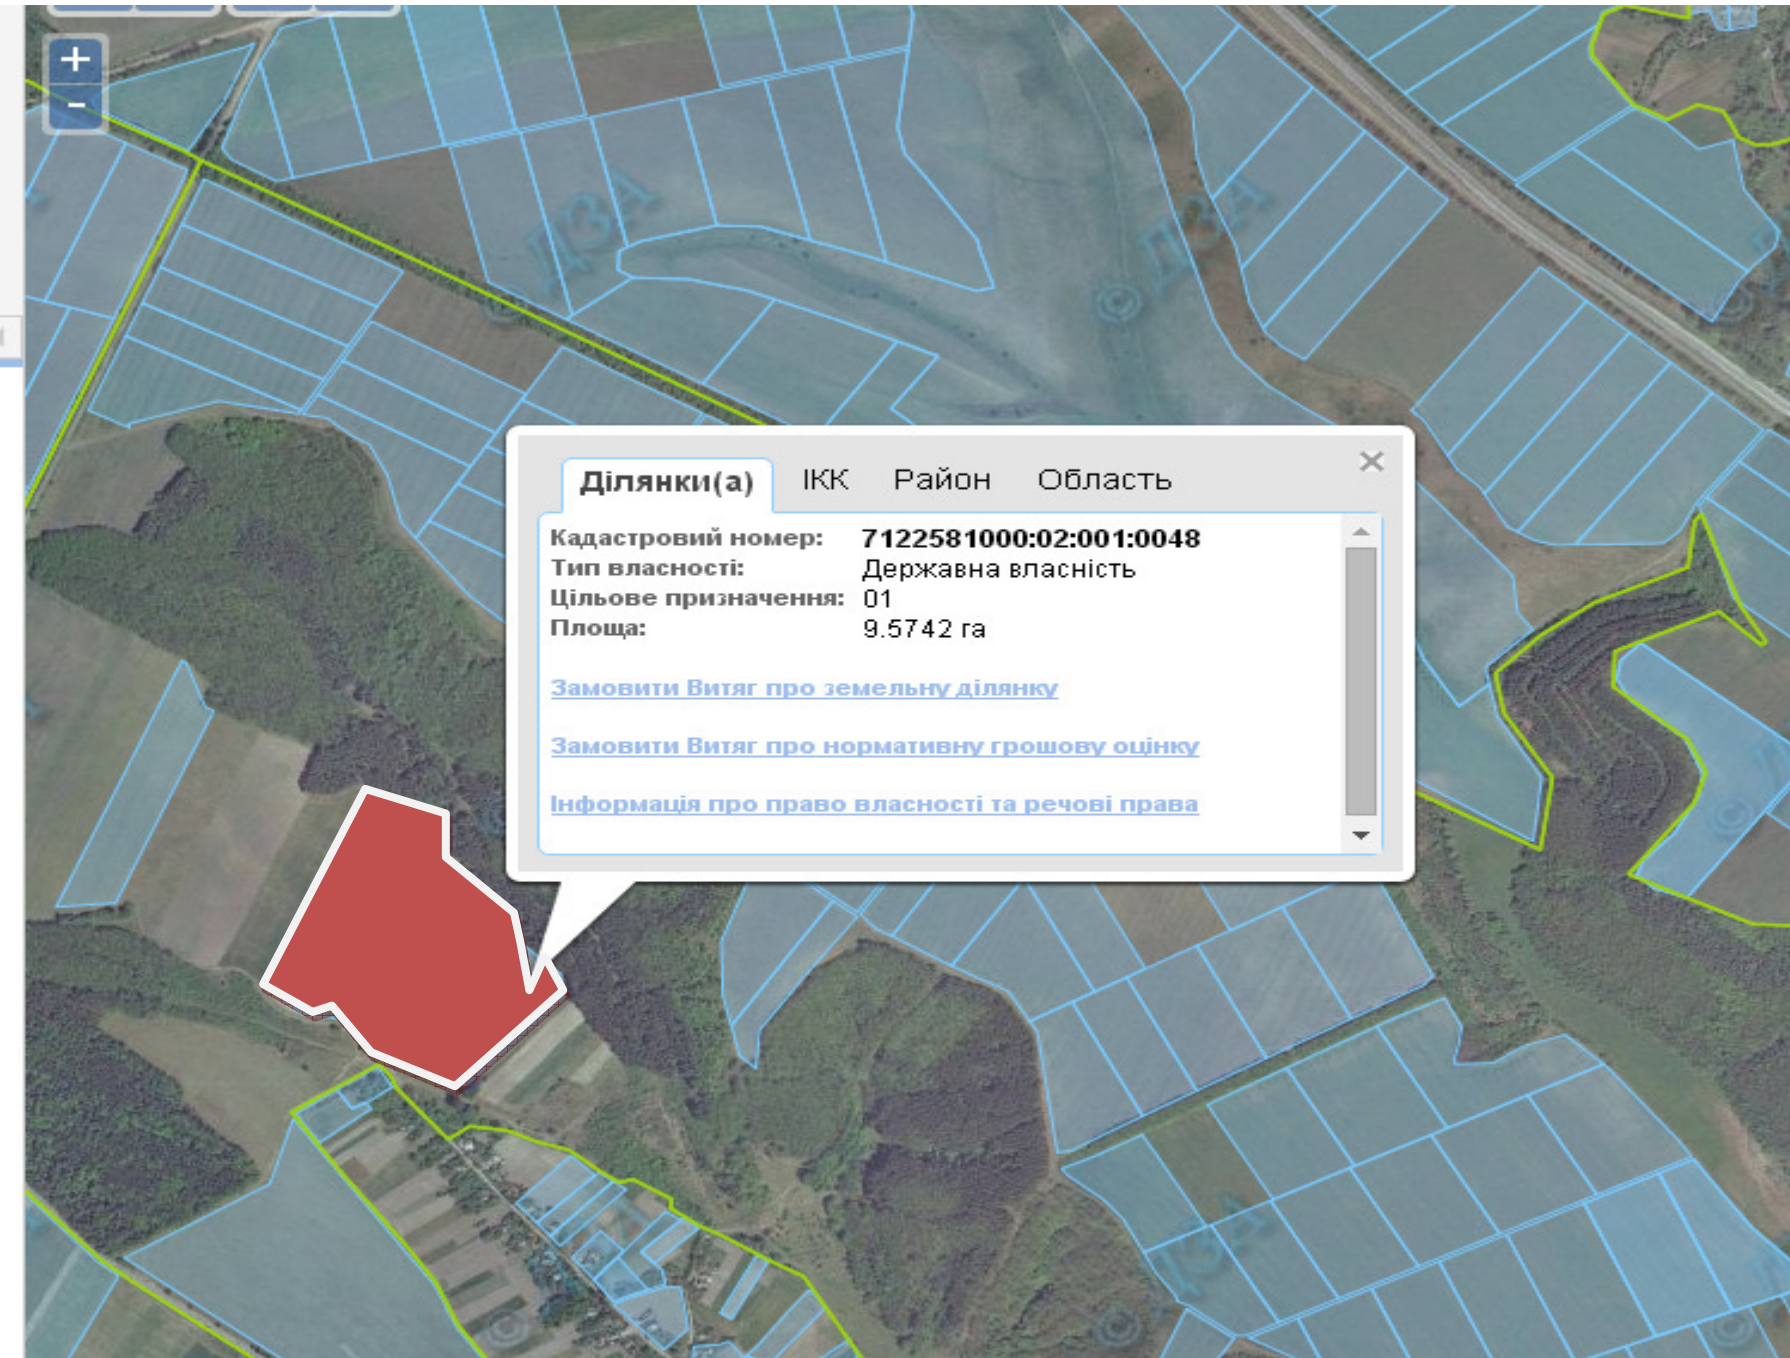 +
-
Ділянки(а) ІКК Район Область ×
Кадастровий номер: 7122581000:02:001:0048
Тип власності: Державна власність
Цільове призначення: 01
Площа: 9.5742 га
Замовити Витяг про земельну ділянку
Замовити Витяг про нормативну грошову оцінку
Інформація про право власності та речові права
© ДЗА
© ДЗА